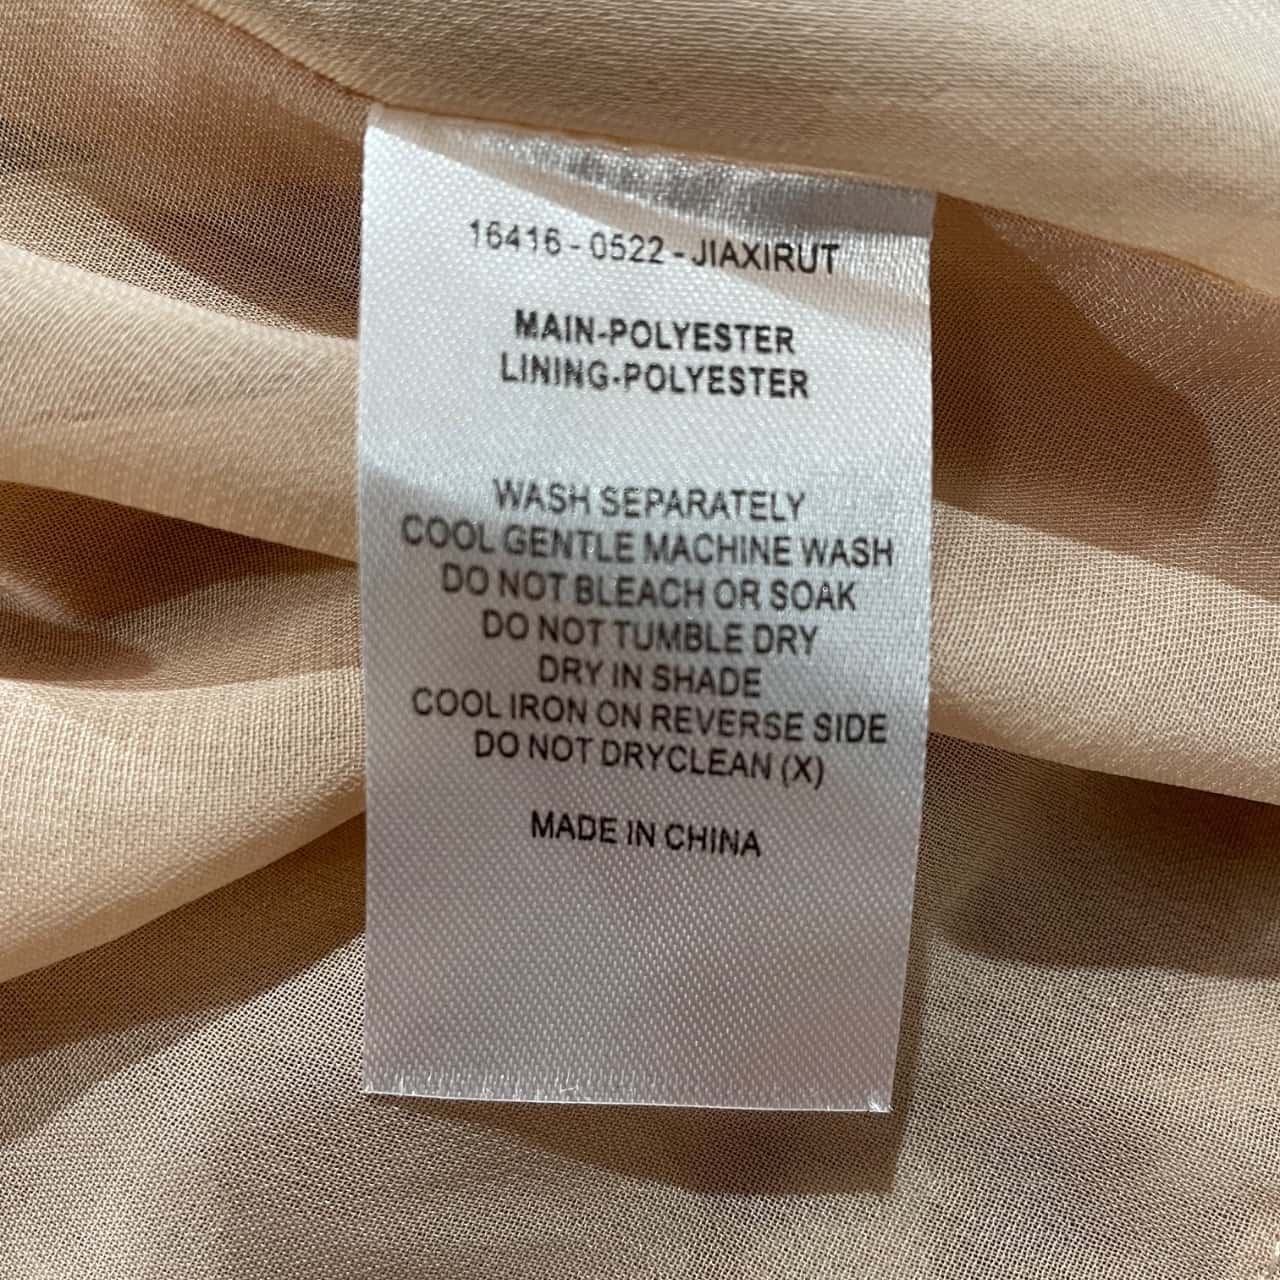 16416 - 0522 - JIAXIRUT
MAIN-POLYESTER
LINING-POLYESTER
WASH SEPARATELY
COOL GENTLE MACHINE WASH
DO NOT BLEACH OR SOAK
DO NOT TUMBLE DRY
DRY IN SHADE
COOL IRON ON REVERSE SIDE
DO NOT DRYCLEAN (X)
MADE IN CHINA